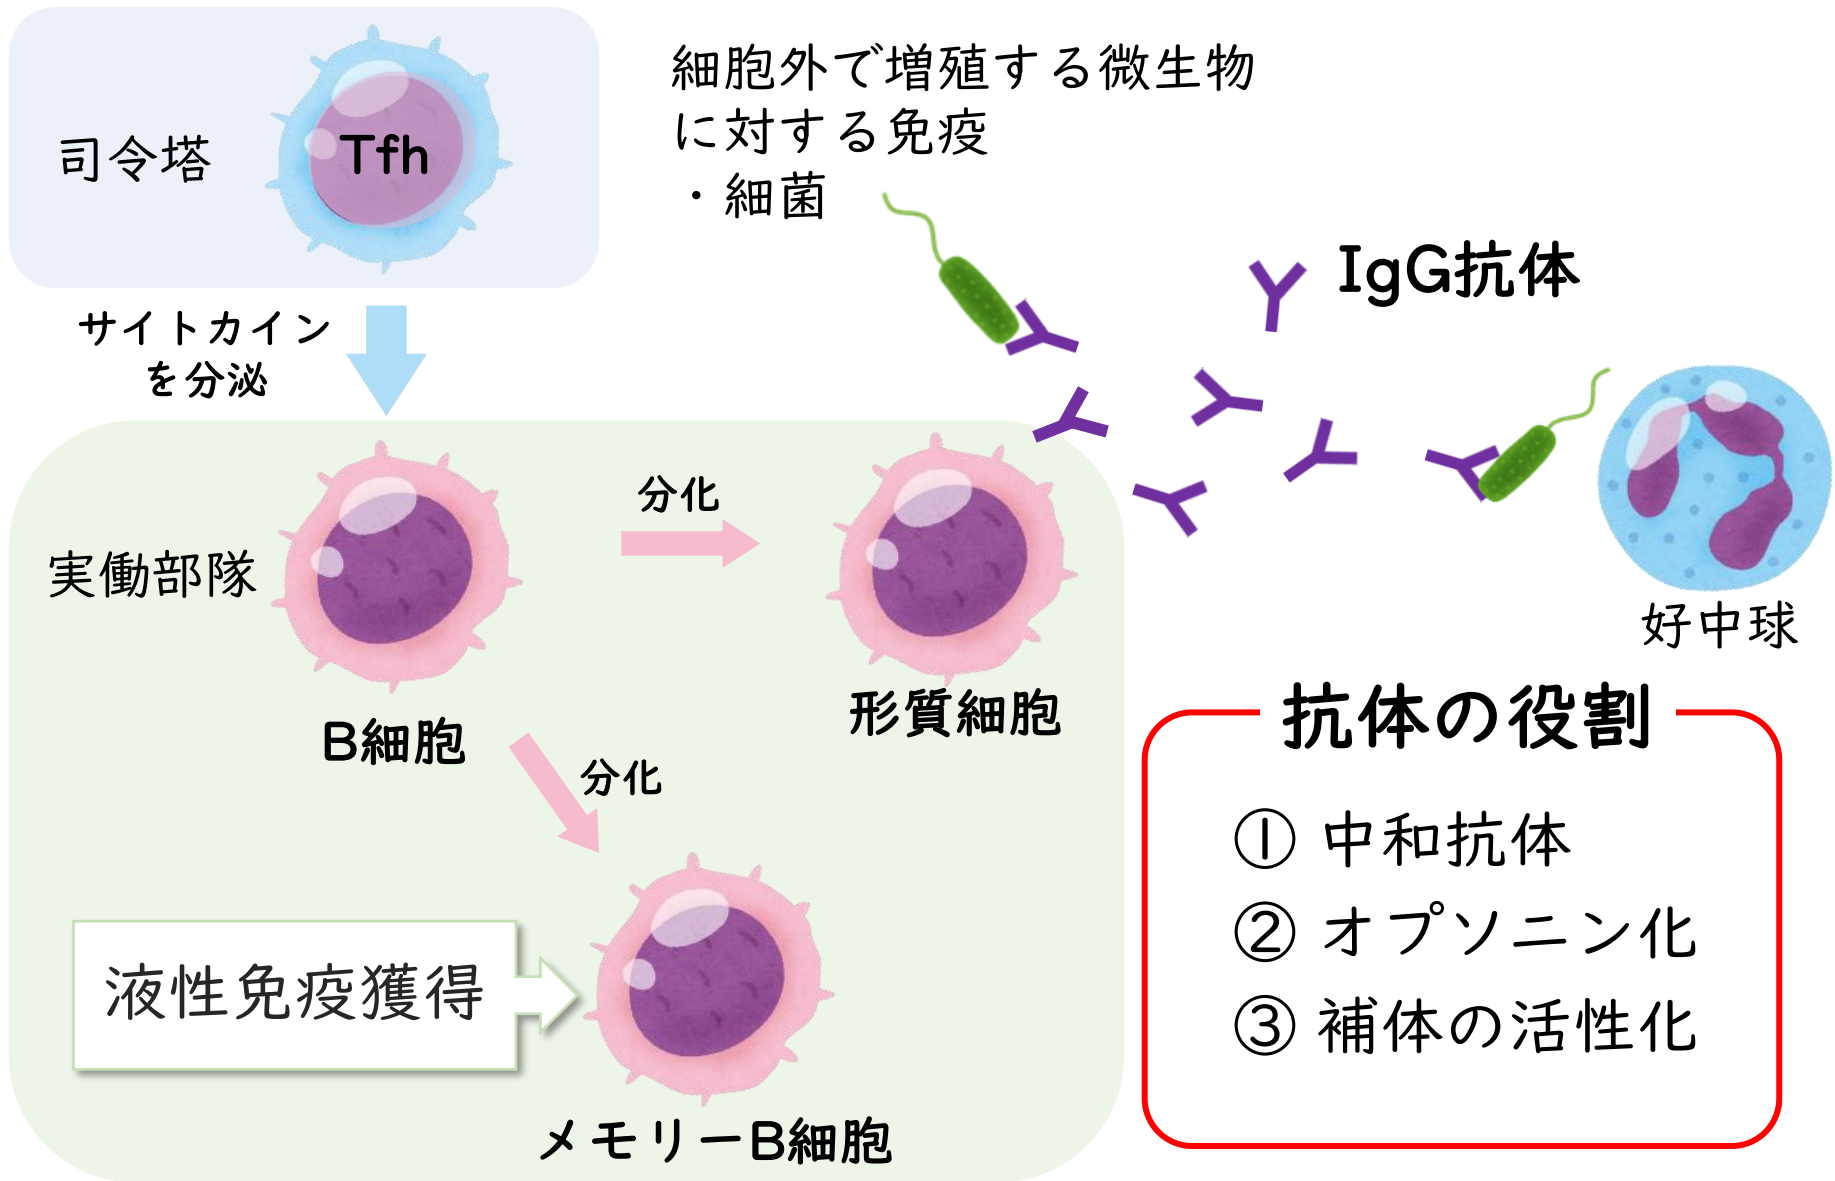 司令塔
Tfh
サイトカイン
を分泌
細胞外で増殖する微生物
に対する免疫
・細菌
IgG抗体
好中球
実働部隊
B細胞
分化
形質細胞
分化
液性免疫獲得
メモリーB細胞
抗体の役割
① 中和抗体
② オプソニン化
③ 補体の活性化